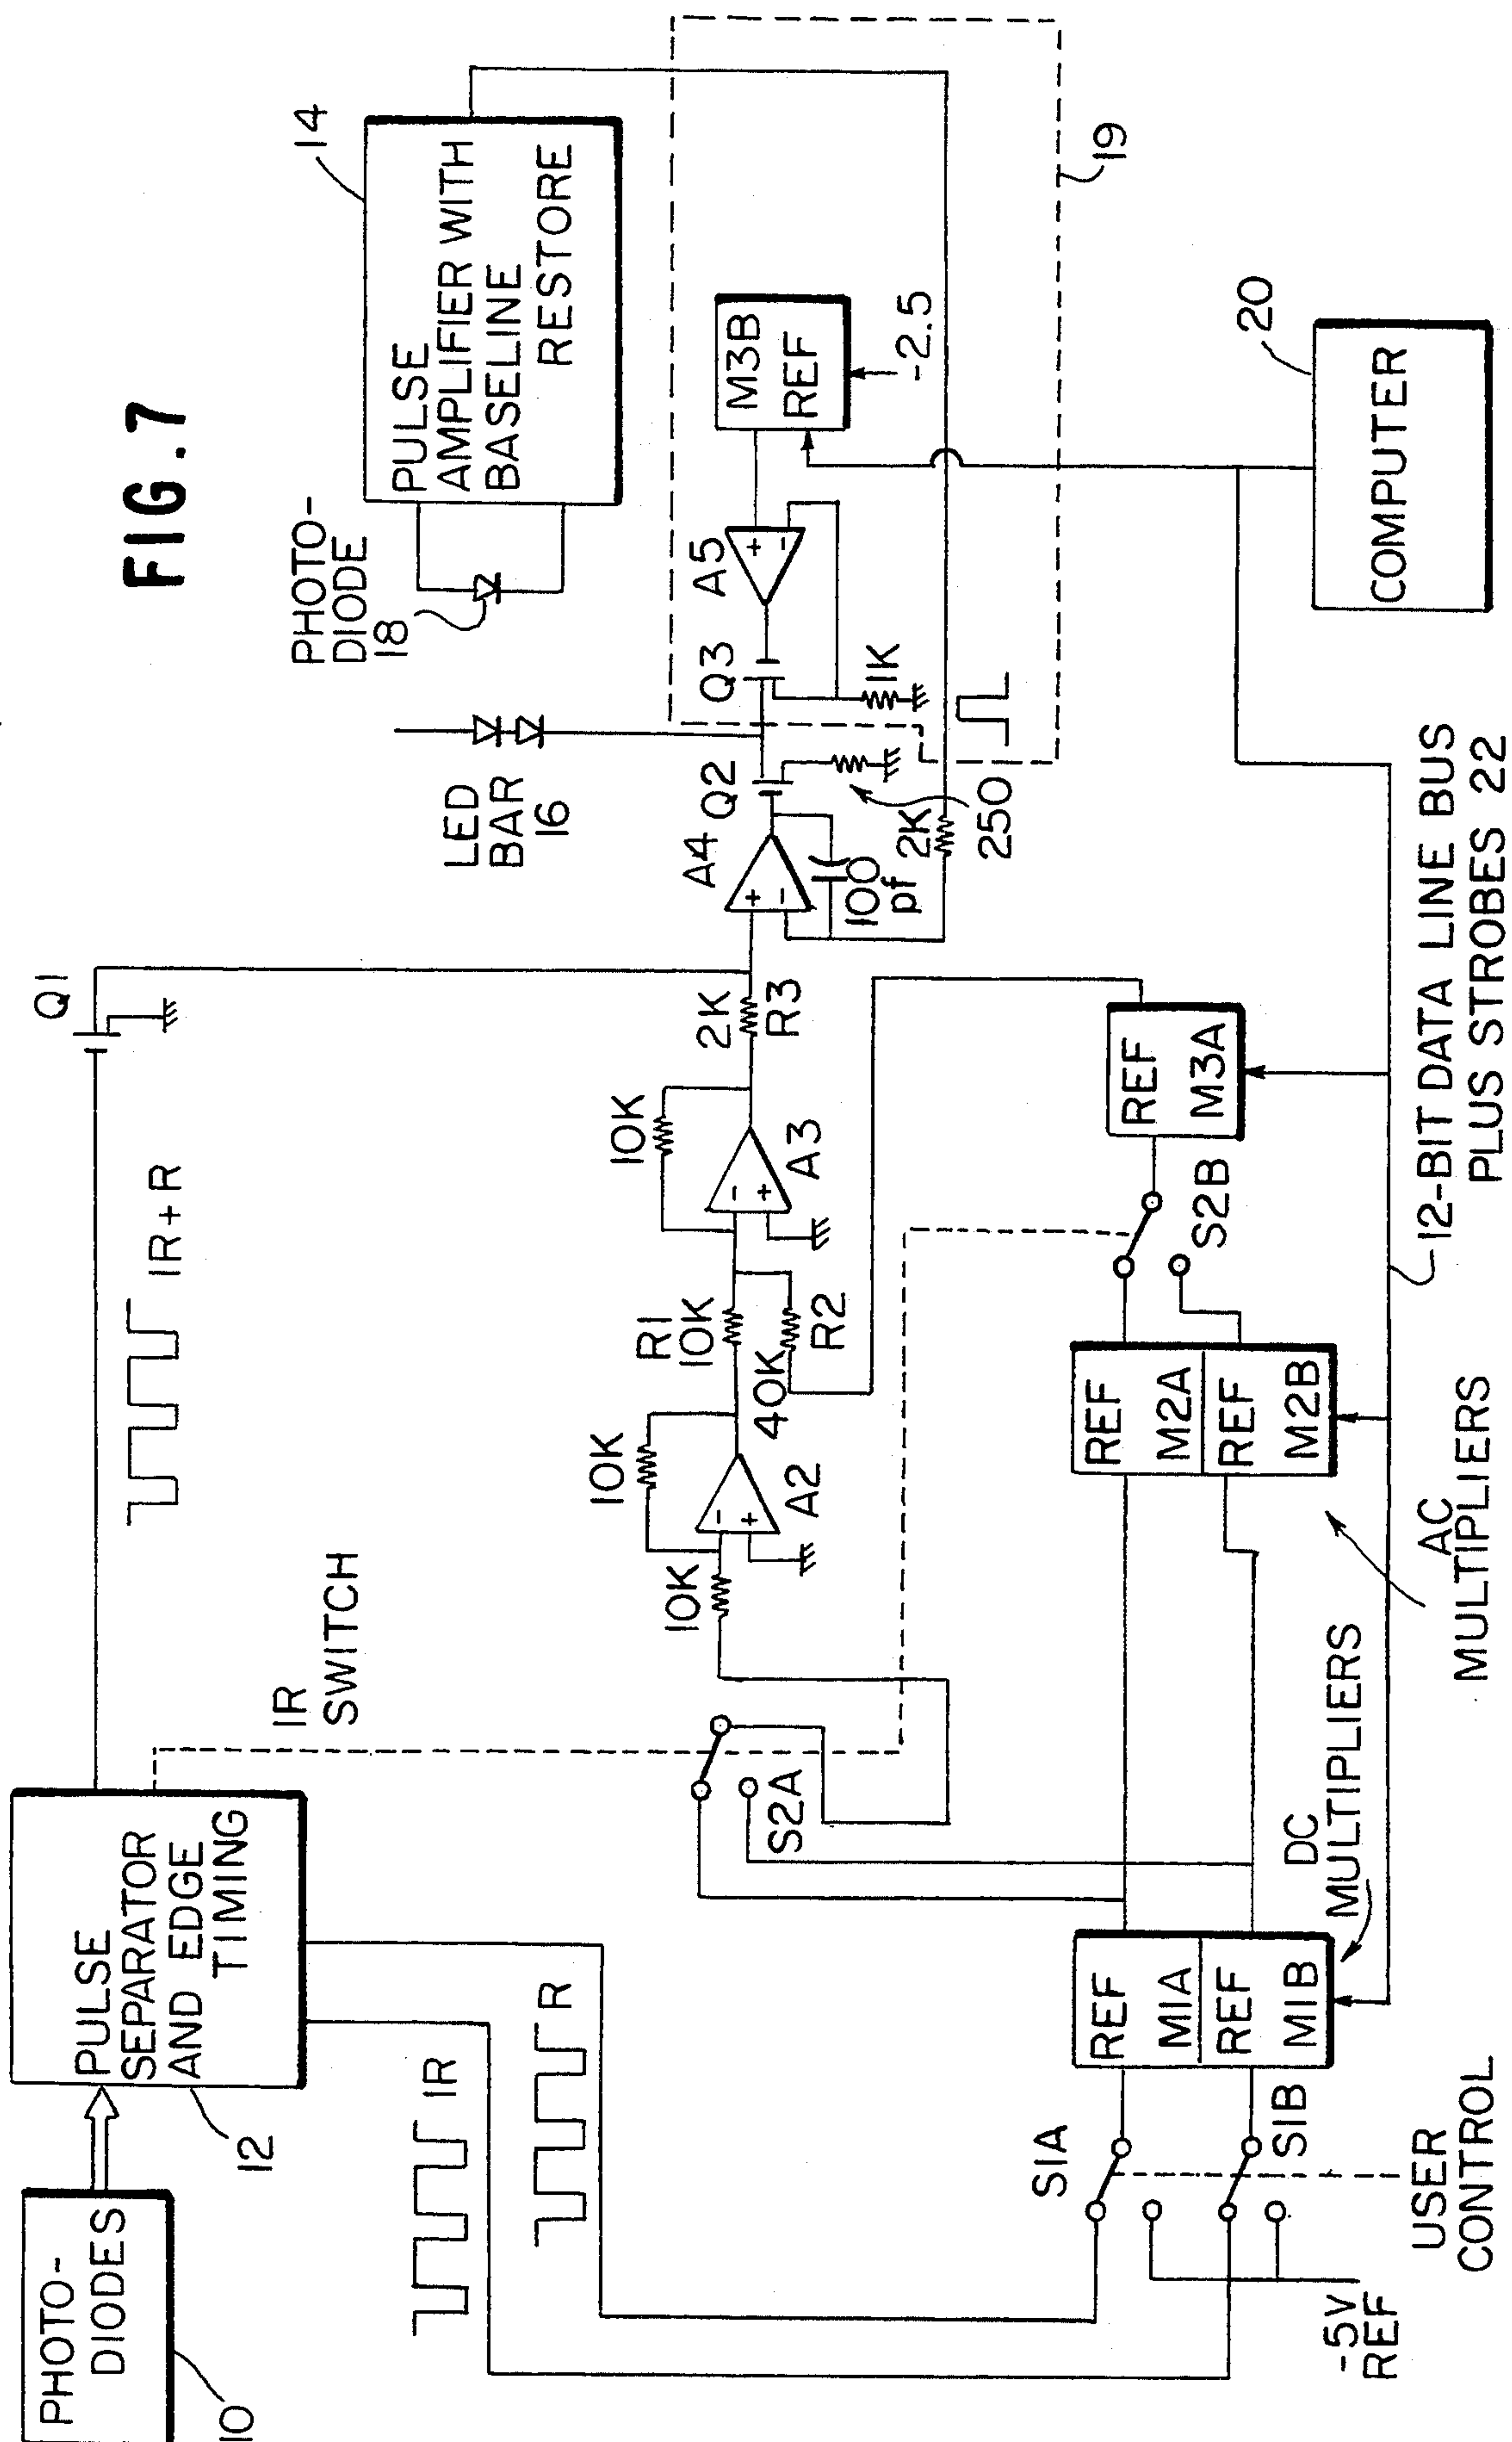 FIG. 7
PHOTO-
DIODES
10
PULSE
SEPARATOR
AND EDGE
TIMING
12
IR
SWITCH
IR + R
Q1
IR
R
PHOTO-
DIODE
18
PULSE
AMPLIFIER WITH
BASELINE
RESTORE
14
LED
BAR
16
10K
10K
-
+
A2
R1
10K
40K
R2
10K
-
+
A3
2K
R3
A4
+
-
100
pf
Q2
2K
250
Q3
1K
A5
+
-
M3B
REF
-2.5
19
S2A
S1A
S1B
USER
CONTROL
-5V
REF
REF
M1A
REF
M1B
DC
MULTIPLIERS
REF
M2A
REF
M2B
AC
MULTIPLIERS
S2B
REF
M3A
12-BIT DATA LINE BUS
PLUS STROBES 22
COMPUTER
20